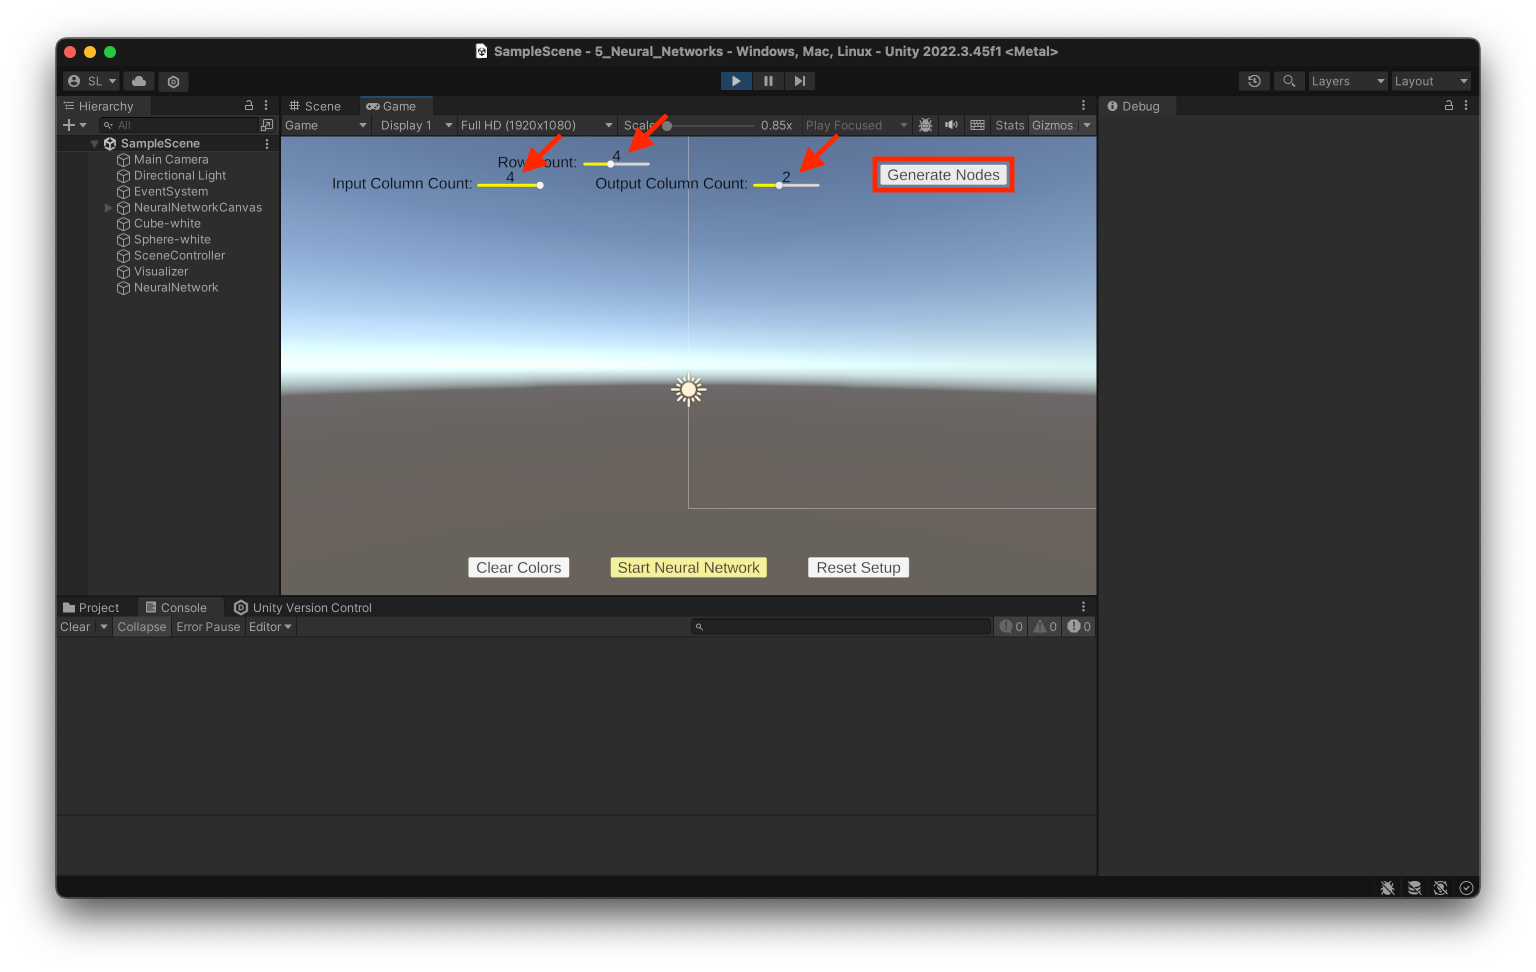 SampleScene - 5_Neural_Networks - Windows, Mac, Linux - Unity 2022.3.45f1 <Metal>
SL
Layers
Layout
Hierarchy
Scene
Game
Debug
All
Game
Display 1
Full HD (1920x1080)
Scale
0.85x
Play Focused
Stats
Gizmos
SampleScene
Main Camera
Directional Light
EventSystem
NeuralNetworkCanvas
Cube-white
Sphere-white
SceneController
Visualizer
NeuralNetwork
Row Count:
4
Input Column Count:
4
Output Column Count:
2
Generate Nodes
Clear Colors
Start Neural Network
Reset Setup
Project
Console
Unity Version Control
Clear
Collapse
Error Pause
Editor
0
0
0